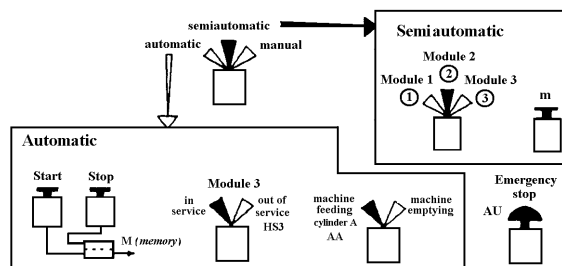 semiautomatic
automatic
manual
Semiautomatic
Module 2
2
Module 1
Module 3
1
3
m
Automatic
Start
Stop
M (memory)
Module 3
in
service
out of
service
HS3
machine
feeding
cylinder A
AA
machine
emptying
Emergency
stop
AU